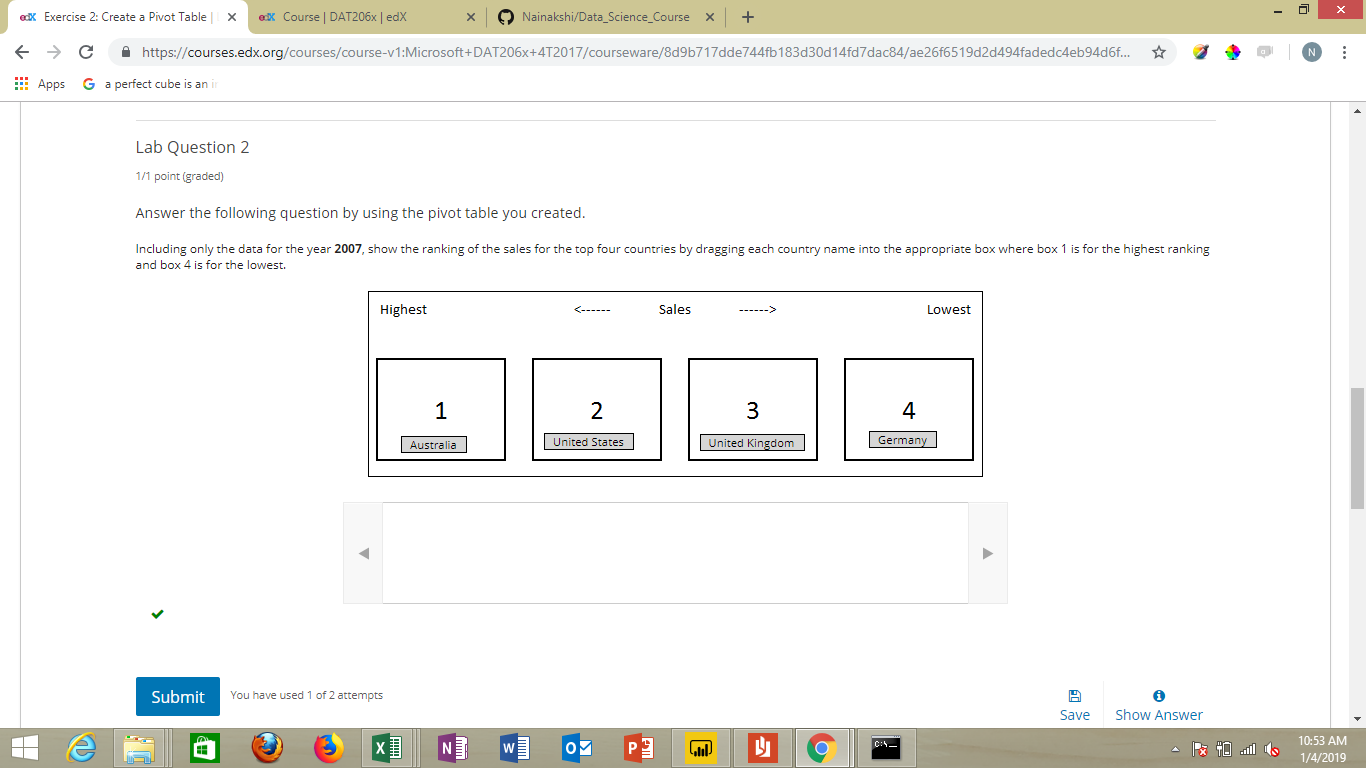 edX Exercise 2: Create a Pivot Table |
edX Course | DAT206x | edX
Nainakshi/Data_Science_Course
https://courses.edx.org/courses/course-v1:Microsoft+DAT206x+4T2017/courseware/8d9b717dde744fb183d30d14fd7dac84/ae26f6519d2d494fadedc4eb94d6f...
N
Apps
G a perfect cube is an i
Lab Question 2
1/1 point (graded)
Answer the following question by using the pivot table you created.
Including only the data for the year 2007, show the ranking of the sales for the top four countries by dragging each country name into the appropriate box where box 1 is for the highest ranking
and box 4 is for the lowest.
Highest <------ Sales ------> Lowest
1 2 3 4
Australia United States United Kingdom Germany
Submit
You have used 1 of 2 attempts
Save
Show Answer
10:53 AM
1/4/2019